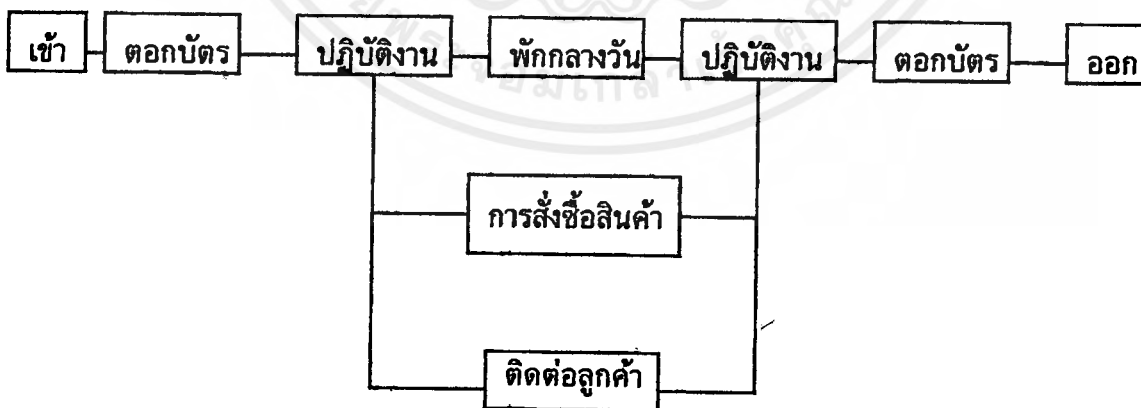 เข้า ตอกบัตร ปฏิบัติงาน พักกลางวัน ปฏิบัติงาน ตอกบัตร ออก
การสั่งซื้อสินค้า
ติดต่อลูกค้า